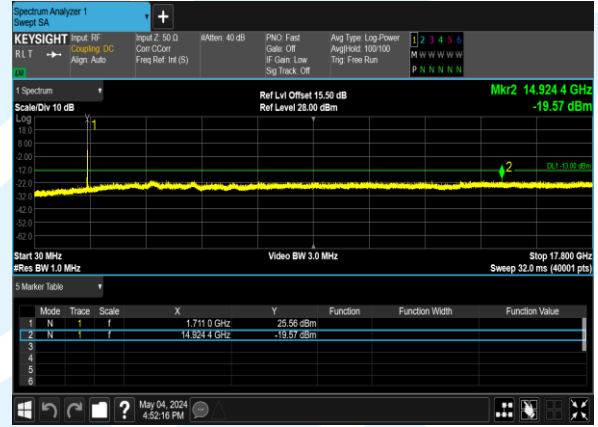 Spectrum Analyzer 1
Swept SA
KEYSIGHT Input: RF Input Z: 50 Ω #Atten: 40 dB PNO: Fast Avg Type: Log-Power 1 2 3 4 5 6
RLT Coupling: DC Corr CCorr Gate: Off Avg|Hold: 100/100 M W W W W W
Align: Auto Freq Ref: Int (S) IF Gain: Low Trig: Free Run
Sig Track: Off P N N N N N
LXI
1 Spectrum Ref Lvl Offset 15.50 dB Mkr2 14.924 4 GHz
Scale/Div 10 dB Ref Level 28.00 dBm -19.57 dBm
Log
18.0
8.00
-2.00
-12.0
-22.0
-32.0
-42.0
-52.0
-62.0
1
2
DL1 -13.00 dBm
Start 30 MHz Video BW 3.0 MHz Stop 17.800 GHz
#Res BW 1.0 MHz Sweep 32.0 ms (40001 pts)
5 Marker Table
Mode Trace Scale X Y Function Function Width Function Value
1 N 1 f 1.711 0 GHz 25.56 dBm
2 N 1 f 14.924 4 GHz -19.57 dBm
3
4
5
6
? May 04, 2024
4:52:16 PM